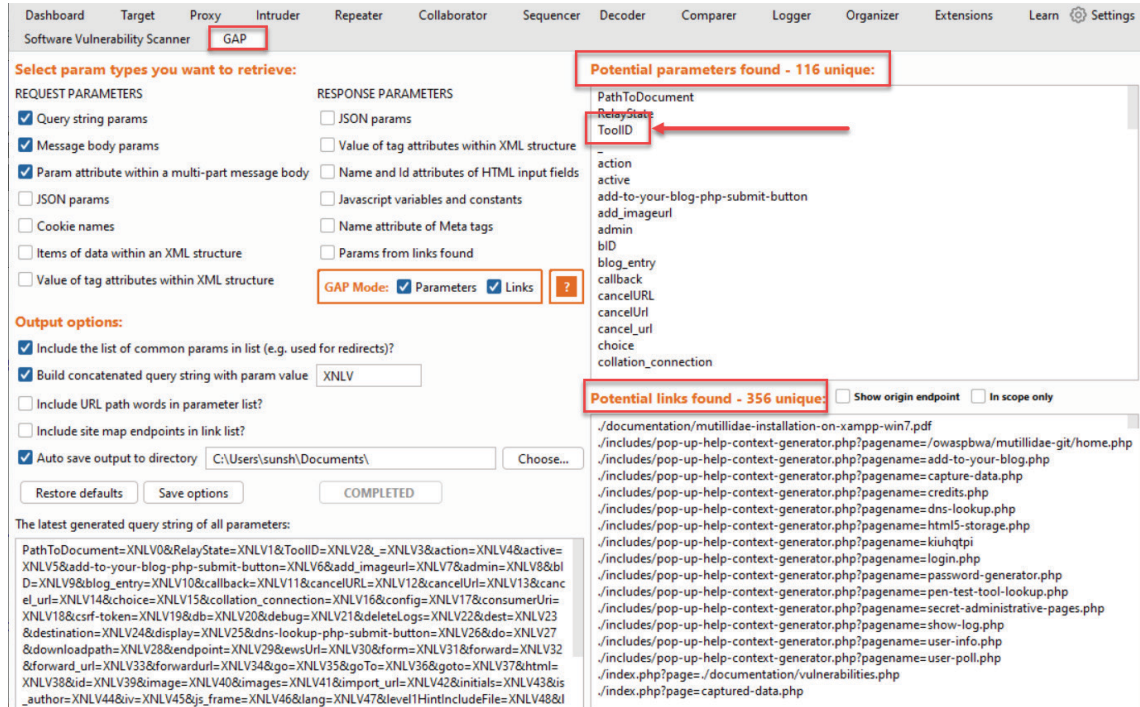 Dashboard Target Proxy Intruder Repeater Collaborator Sequencer Decoder Comparer Logger Organizer Extensions Learn Settings
Software Vulnerability Scanner GAP
Select param types you want to retrieve:
REQUEST PARAMETERS
Query string params
Message body params
Param attribute within a multi-part message body
JSON params
Cookie names
Items of data within an XML structure
Value of tag attributes within XML structure
RESPONSE PARAMETERS
JSON params
Value of tag attributes within XML structure
Name and Id attributes of HTML input fields
Javascript variables and constants
Name attribute of Meta tags
Params from links found
GAP Mode: Parameters Links ?
Output options:
Include the list of common params in list (e.g. used for redirects)?
Build concatenated query string with param value XNLV
Include URL path words in parameter list?
Include site map endpoints in link list?
Auto save output to directory C:\Users\sunsh\Documents\ Choose...
Restore defaults Save options COMPLETED
The latest generated query string of all parameters:
PathToDocument=XNLV0&RelayState=XNLV1&ToolID=XNLV2&_=XNLV3&action=XNLV4&active=
XNLV5&add-to-your-blog-php-submit-button=XNLV6&add_imageurl=XNLV7&admin=XNLV8&bI
D=XNLV9&blog_entry=XNLV10&callback=XNLV11&cancelURL=XNLV12&cancelUrl=XNLV13&canc
el_url=XNLV14&choice=XNLV15&collation_connection=XNLV16&config=XNLV17&consumerUri=
XNLV18&csrf-token=XNLV19&db=XNLV20&debug=XNLV21&deleteLogs=XNLV22&dest=XNLV23
&destination=XNLV24&display=XNLV25&dns-lookup-php-submit-button=XNLV26&do=XNLV27
&downloadpath=XNLV28&endpoint=XNLV29&ewsUrl=XNLV30&form=XNLV31&forward=XNLV32
&forward_url=XNLV33&forwardurl=XNLV34&go=XNLV35&goTo=XNLV36&goto=XNLV37&html=
XNLV38&id=XNLV39&image=XNLV40&images=XNLV41&import_url=XNLV42&initials=XNLV43&is
_author=XNLV44&iv=XNLV45&js_frame=XNLV46&lang=XNLV47&level1HintIncludeFile=XNLV48&l
Potential parameters found - 116 unique:
PathToDocument
RelayState
ToolID
_
action
active
add-to-your-blog-php-submit-button
add_imageurl
admin
bID
blog_entry
callback
cancelURL
cancelUrl
cancel_url
choice
collation_connection
Potential links found - 356 unique: Show origin endpoint In scope only
./documentation/mutillidae-installation-on-xampp-win7.pdf
./includes/pop-up-help-context-generator.php?pagename=/owaspbwa/mutillidae-git/home.php
./includes/pop-up-help-context-generator.php?pagename=add-to-your-blog.php
./includes/pop-up-help-context-generator.php?pagename=capture-data.php
./includes/pop-up-help-context-generator.php?pagename=credits.php
./includes/pop-up-help-context-generator.php?pagename=dns-lookup.php
./includes/pop-up-help-context-generator.php?pagename=html5-storage.php
./includes/pop-up-help-context-generator.php?pagename=kiuhqtpi
./includes/pop-up-help-context-generator.php?pagename=login.php
./includes/pop-up-help-context-generator.php?pagename=password-generator.php
./includes/pop-up-help-context-generator.php?pagename=pen-test-tool-lookup.php
./includes/pop-up-help-context-generator.php?pagename=secret-administrative-pages.php
./includes/pop-up-help-context-generator.php?pagename=show-log.php
./includes/pop-up-help-context-generator.php?pagename=user-info.php
./includes/pop-up-help-context-generator.php?pagename=user-poll.php
./index.php?page=./documentation/vulnerabilities.php
./index.php?page=captured-data.php